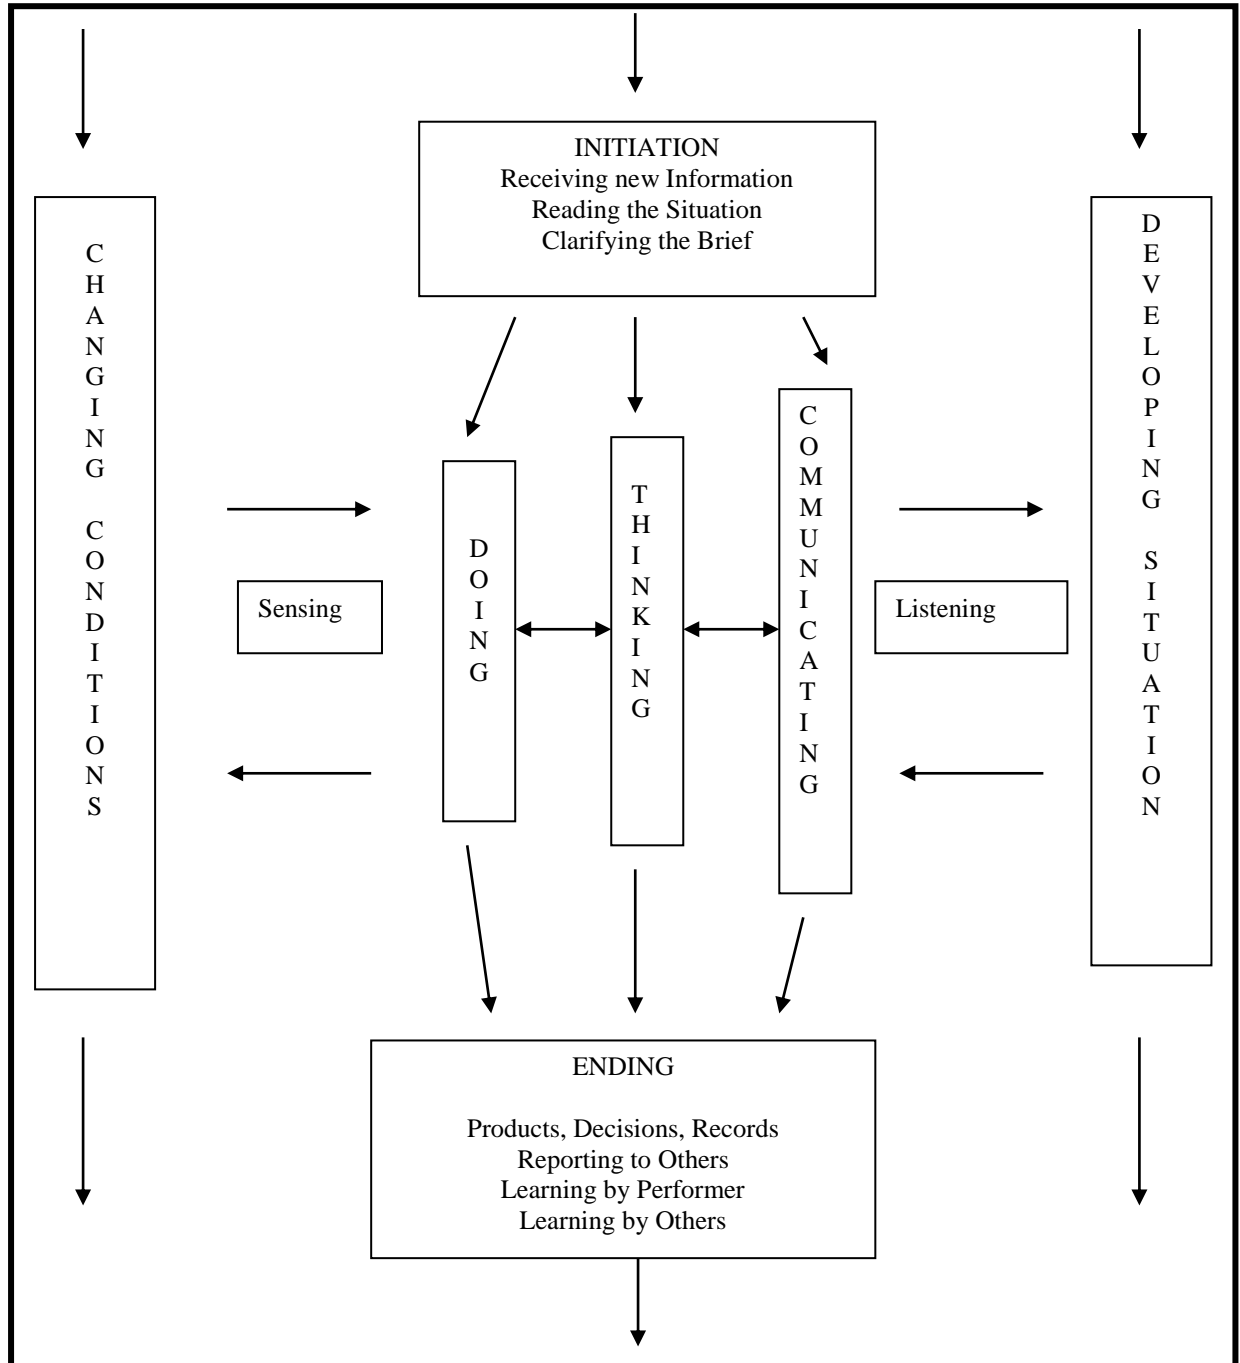 INITIATION
Receiving new Information
Reading the Situation
Clarifying the Brief
CHANGING CONDITIONS
Sensing
DOING
THINKING
COMMUNICATING
Listening
DEVELOPING SITUATION
ENDING
Products, Decisions, Records
Reporting to Others
Learning by Performer
Learning by Others